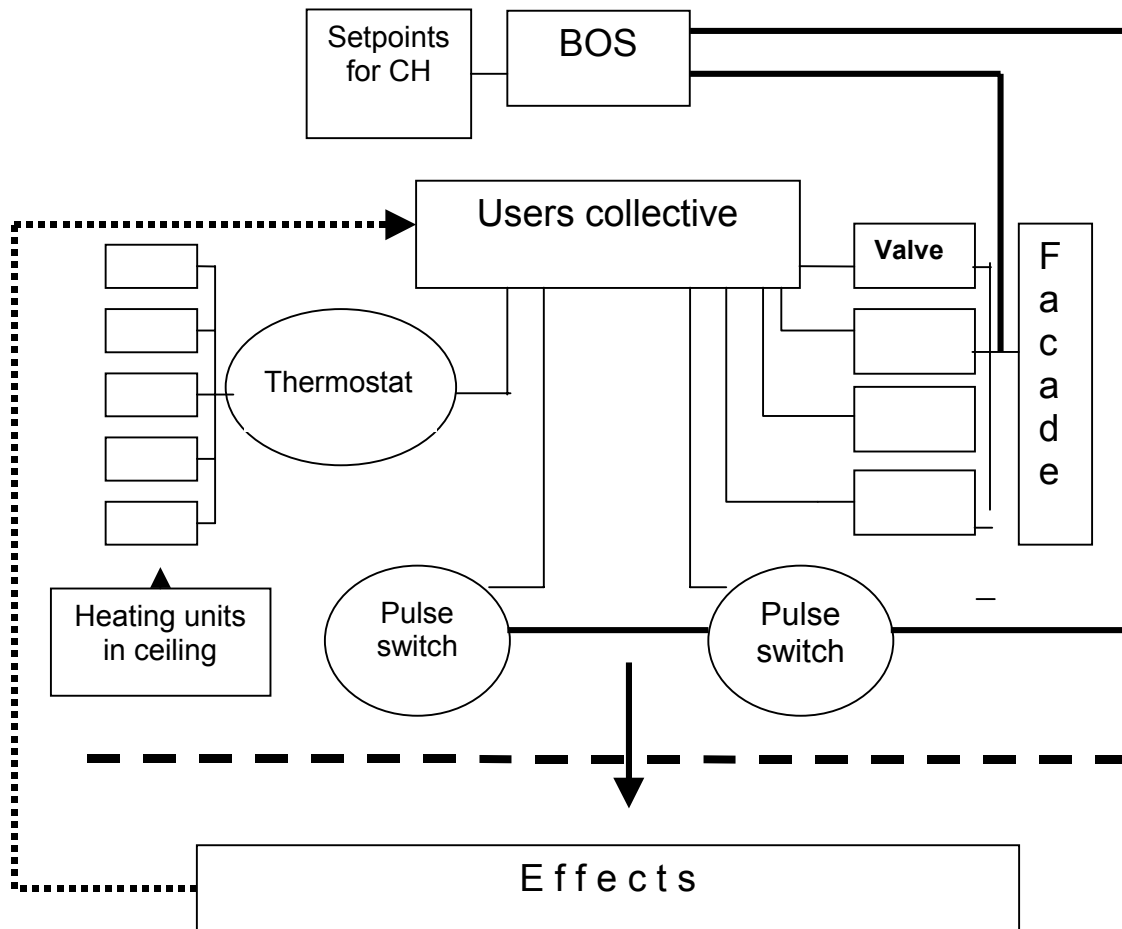 Setpoints
for CH
BOS
Users collective
Valve
F
a
c
a
d
e
Thermostat
Heating units
in ceiling
Pulse
switch
Pulse
switch
E f f e c t s